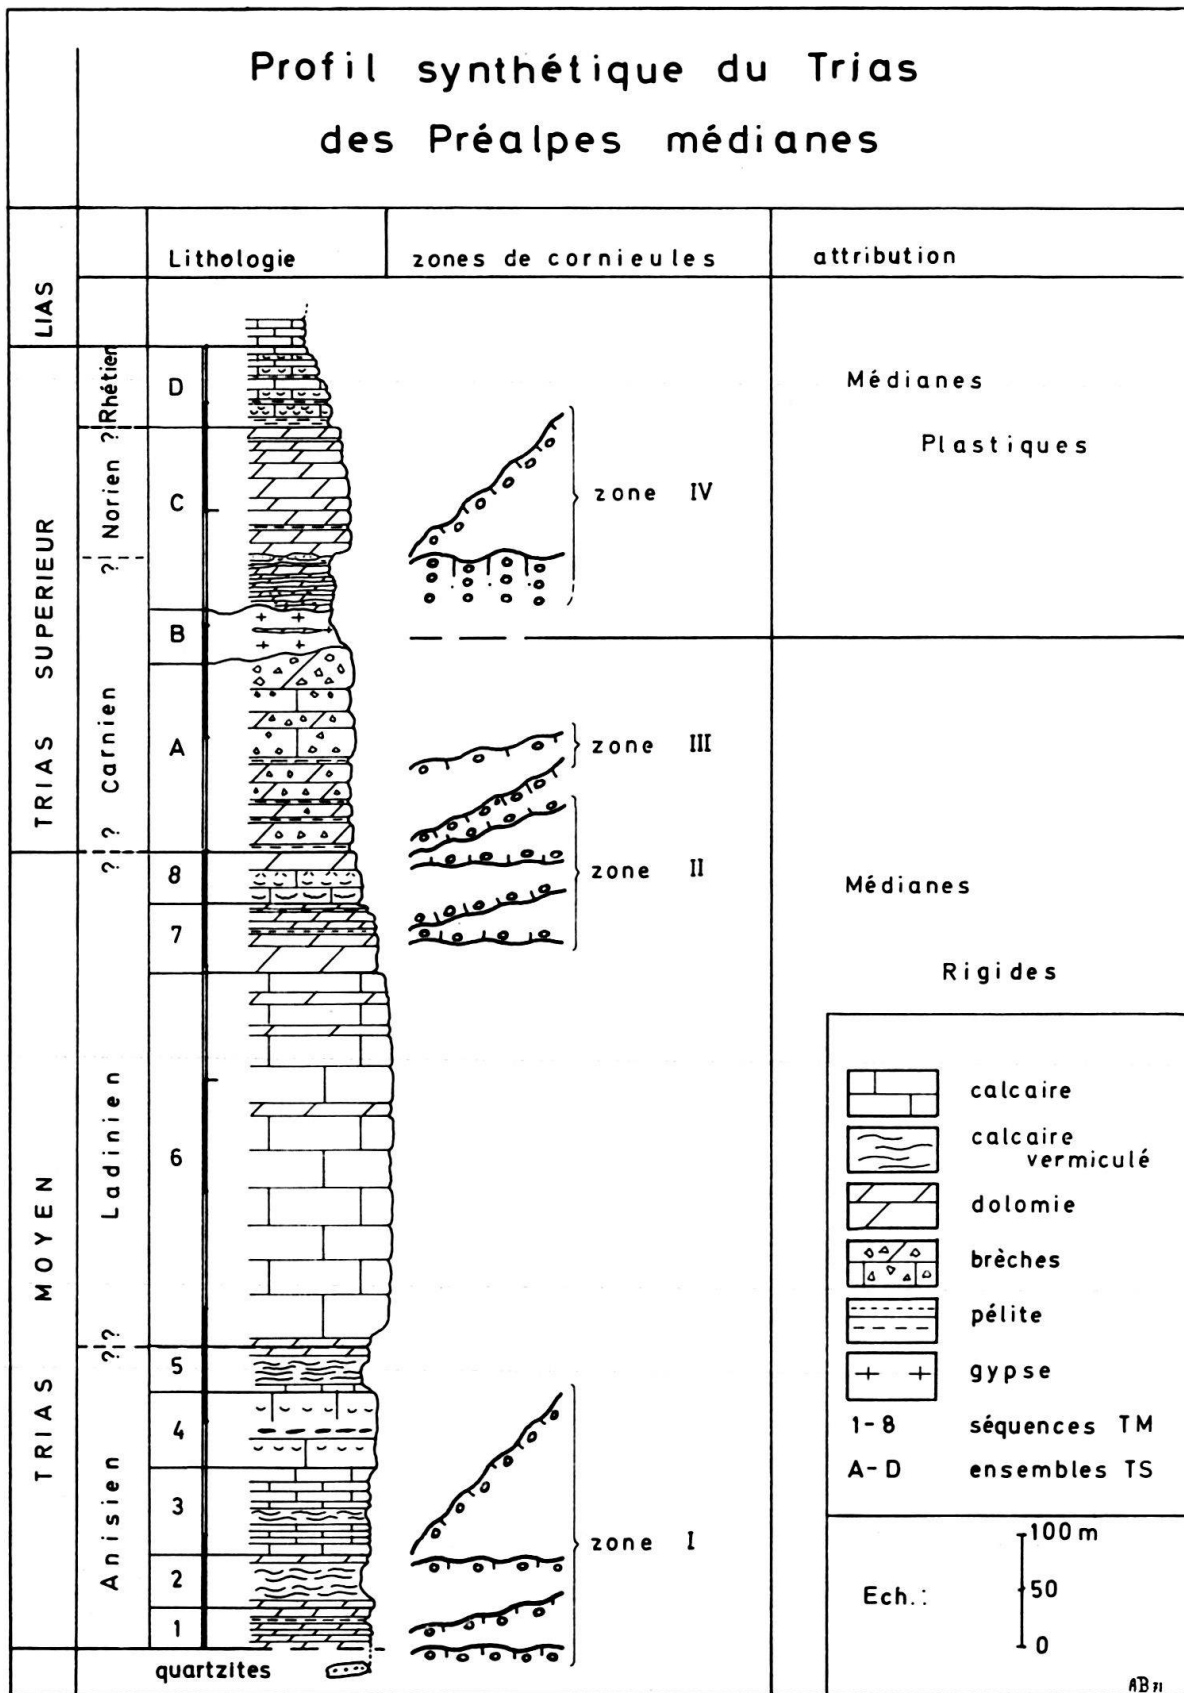 Profil synthétique du Trias
des Préalpes médianes
Lithologie
zones de cornieules
attribution
LIAS
TRIAS SUPERIEUR
TRIAS MOYEN
Rhétien
?
Norien
?
Carnien
?
?
Ladinien
??
Anisien
D
C
B
A
8
7
6
5
4
3
2
1
quartzites
zone IV
zone III
zone II
zone I
Médianes
Plastiques
Médianes
Rigides
calcaire
calcaire
vermiculé
dolomie
brèches
pélite
gypse
1-8 séquences TM
A-D ensembles TS
Ech.:
100 m
50
0
AB 71